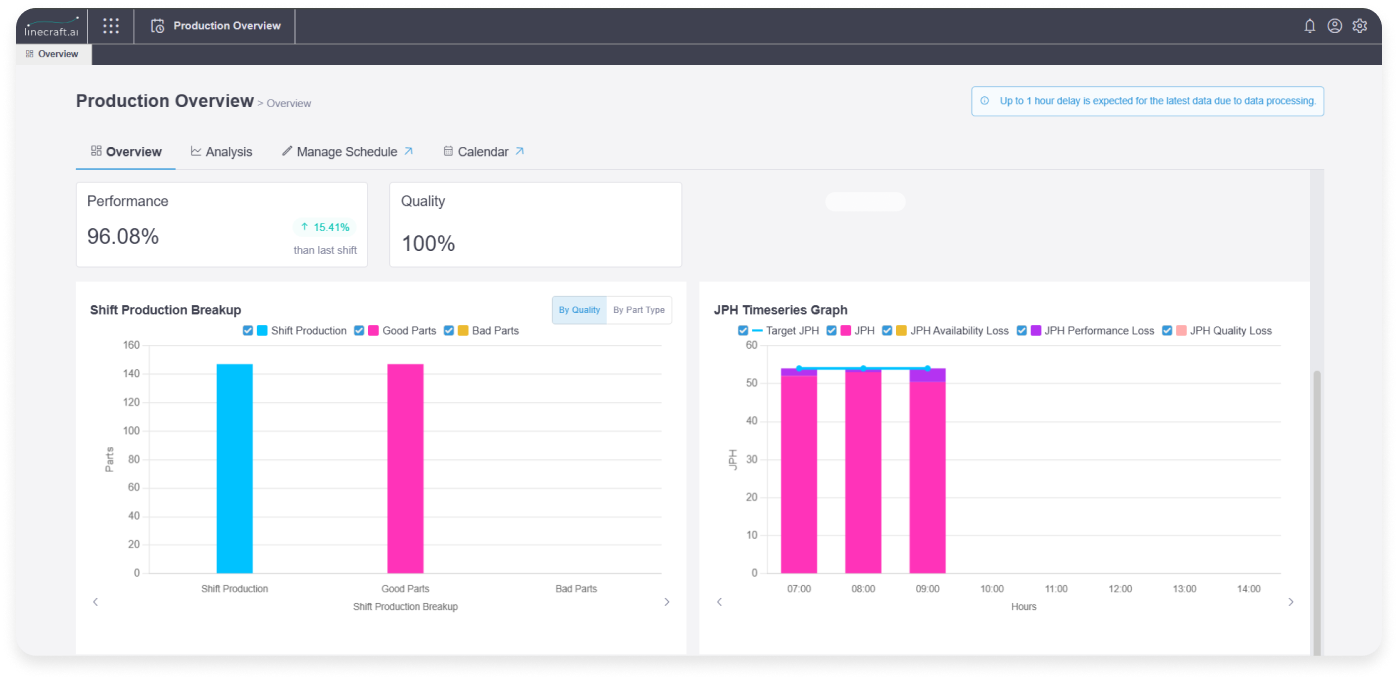 linecraft.ai
Production Overview
Overview
Production Overview > Overview
Up to 1 hour delay is expected for the latest data due to data processing.
Overview
Analysis
Manage Schedule
Calendar
Performance
96.08%
↑ 15.41%
than last shift
Quality
100%
Shift Production Breakup
By Quality
By Part Type
Shift Production
Good Parts
Bad Parts
160
140
120
100
80
60
40
20
0
Parts
Shift Production
Good Parts
Bad Parts
Shift Production Breakup
JPH Timeseries Graph
Target JPH
JPH
JPH Availability Loss
JPH Performance Loss
JPH Quality Loss
60
50
40
30
20
10
0
JPH
07:00
08:00
09:00
10:00
11:00
12:00
13:00
14:00
Hours